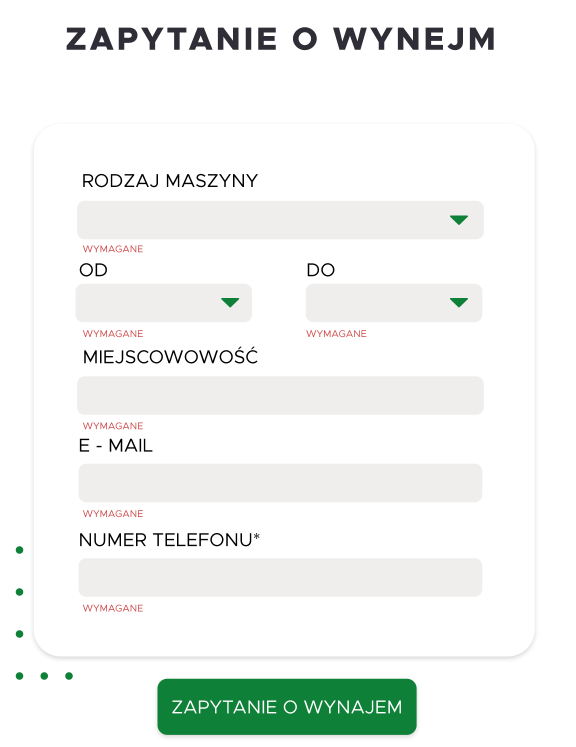 ZAPYTANIE O WYNEJM
RODZAJ MASZYNY
WYMAGANE
OD DO
WYMAGANE WYMAGANE
MIEJSCOWOWOŚĆ
WYMAGANE
E - MAIL
WYMAGANE
NUMER TELEFONU*
WYMAGANE
ZAPYTANIE O WYNAJEM